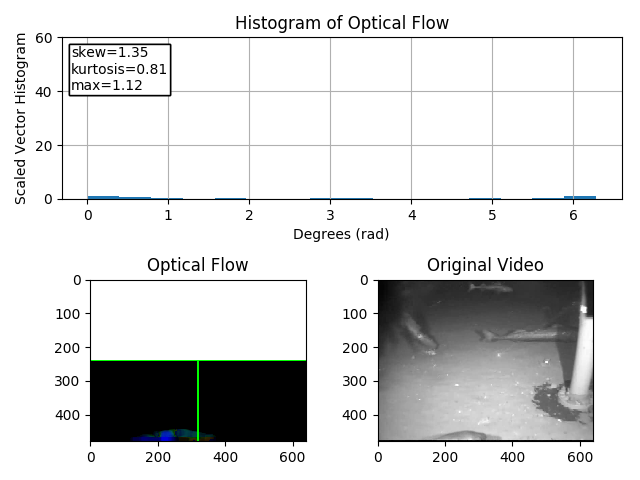 Histogram of Optical Flow
Scaled Vector Histogram
60
40
20
0
skew=1.35
kurtosis=0.81
max=1.12
0 1 2 3 4 5 6
Degrees (rad)
Optical Flow
0
100
200
300
400
0 200 400 600
Original Video
0
100
200
300
400
0 200 400 600